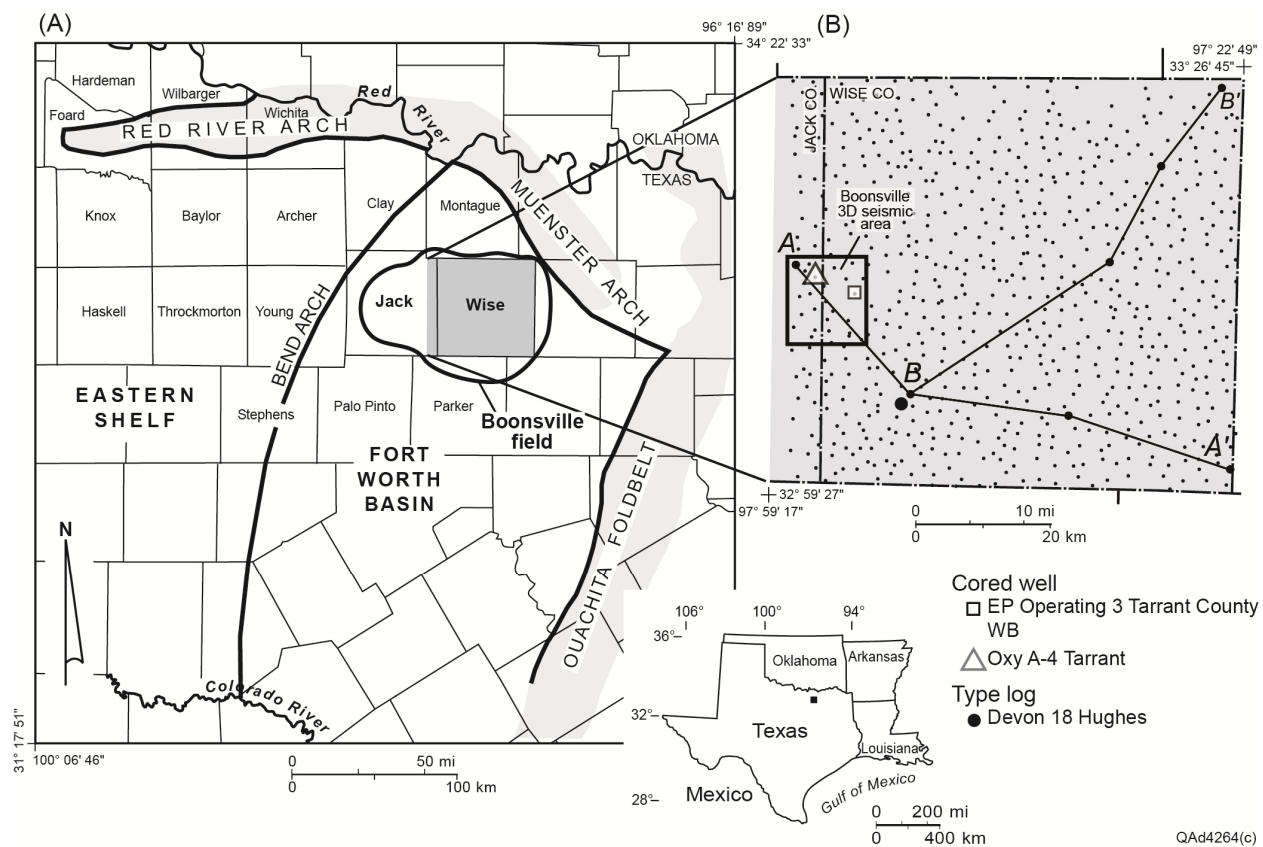 (A)
96° 16' 89"
34° 22' 33"
Hardeman
Wilbarger
Foard
Wichita
Red
River
RED RIVER ARCH
OKLAHOMA
TEXAS
MUENSTER ARCH
Knox
Baylor
Archer
Clay
Montague
Haskell
Throckmorton
Young
Jack
Wise
BEND ARCH
EASTERN
SHELF
Stephens
Palo Pinto
Parker
Boonsville
field
FORT
WORTH
BASIN
OUACHITA FOLDBELT
N
Colorado River
31° 17' 51"
100° 06' 46"
0 50 mi
0 100 km
(B)
97° 22' 49"
33° 26' 45"
JACK CO.
WISE CO.
B'
Boonsville
3D seismic
area
A
B
A'
32° 59' 27"
97° 59' 17"
0 10 mi
0 20 km
Cored well
EP Operating 3 Tarrant County
WB
Oxy A-4 Tarrant
Type log
Devon 18 Hughes
106° 100° 94°
36°
Oklahoma
Arkansas
32°
Texas
Louisiana
Mexico
Gulf of Mexico
28°
0 200 mi
0 400 km
QAd4264(c)